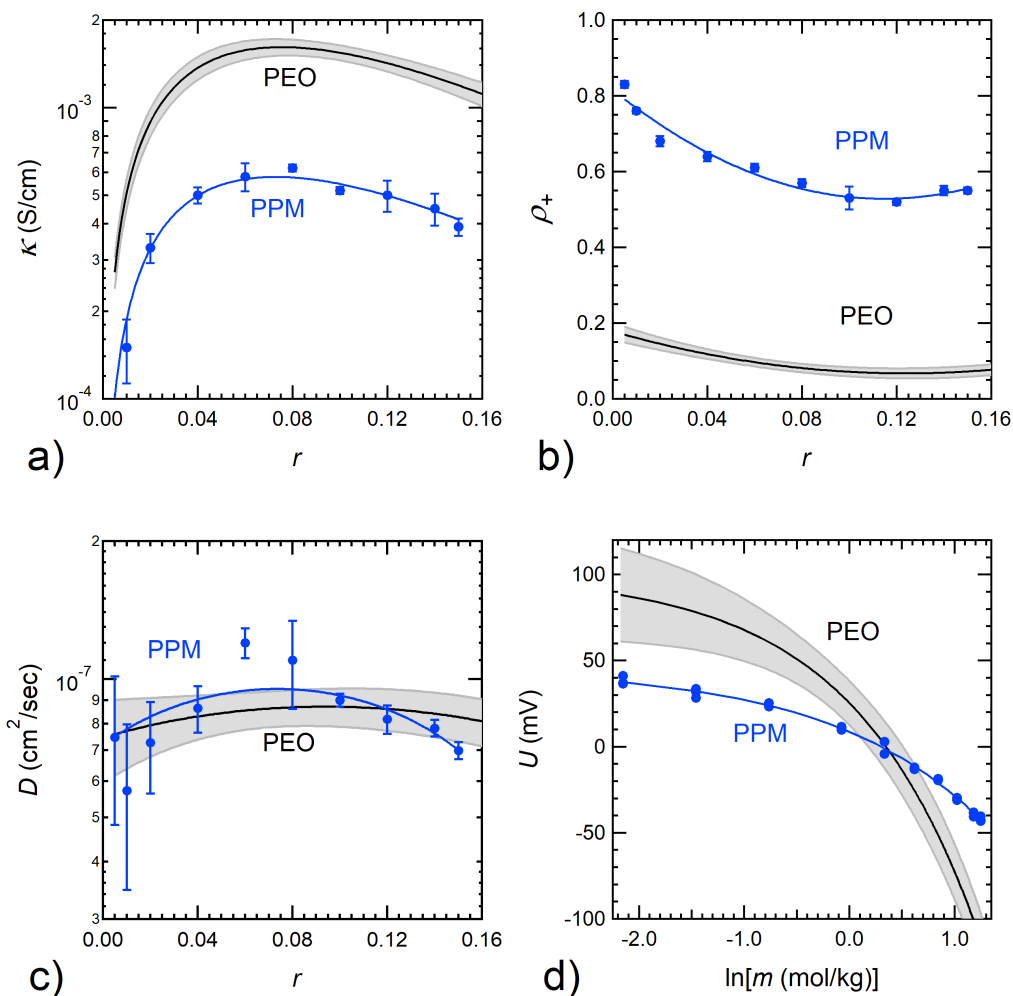 2
10⁻³
8
7
6
5
4
3
2
10⁻⁴
κ (S/cm)
PEO
PPM
0.00 0.04 0.08 0.12 0.16
a) r
1.0
0.8
0.6
0.4
0.2
0.0
ρ₊
PPM
PEO
0.00 0.04 0.08 0.12 0.16
b) r
2
10⁻⁷
9
8
7
6
5
4
3
D (cm²/sec)
PPM
PEO
0.00 0.04 0.08 0.12 0.16
c) r
100
50
0
-50
-100
U (mV)
PEO
PPM
-2.0 -1.0 0.0 1.0
d) ln[m (mol/kg)]